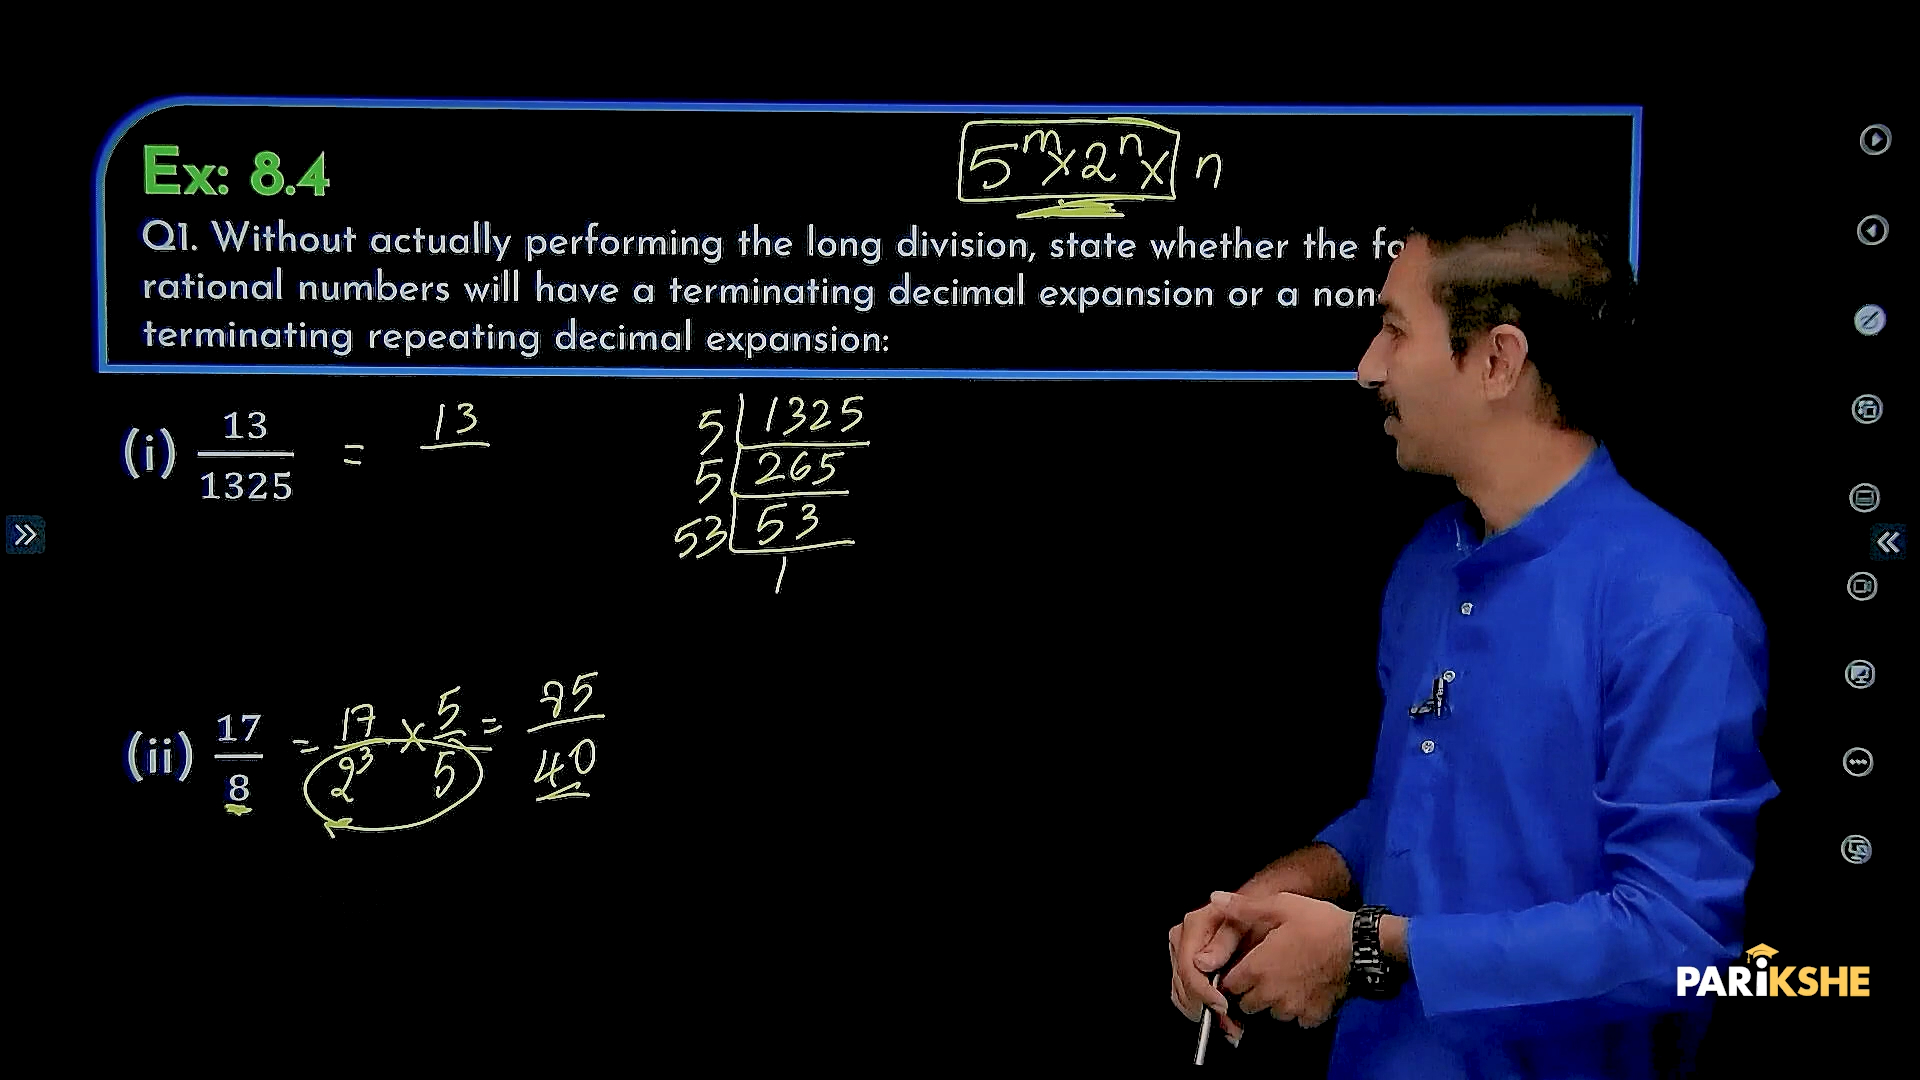 Ex: 8.4
5^m × 2^n × n
Q1. Without actually performing the long division, state whether the fo
rational numbers will have a terminating decimal expansion or a non-
terminating repeating decimal expansion:
(i) 13/1325 = 13/
5 | 1325
5 | 265
53 | 53
1
(ii) 17/8 = 17/2³ × 5/5 = 85/40
PARiKSHE